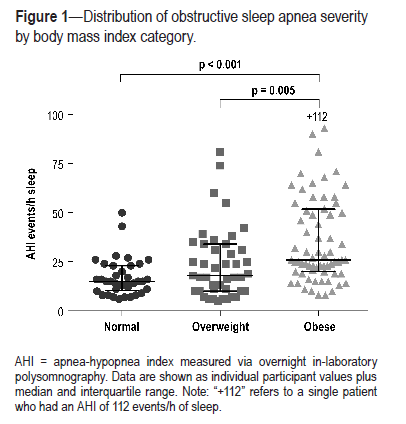 Figure 1—Distribution of obstructive sleep apnea severity
by body mass index category.
p < 0.001
p = 0.005
+112
100
75
50
25
0
AHI events/h sleep
Normal Overweight Obese
AHI = apnea-hypopnea index measured via overnight in-laboratory
polysomnography. Data are shown as individual participant values plus
median and interquartile range. Note: “+112” refers to a single patient
who had an AHI of 112 events/h of sleep.